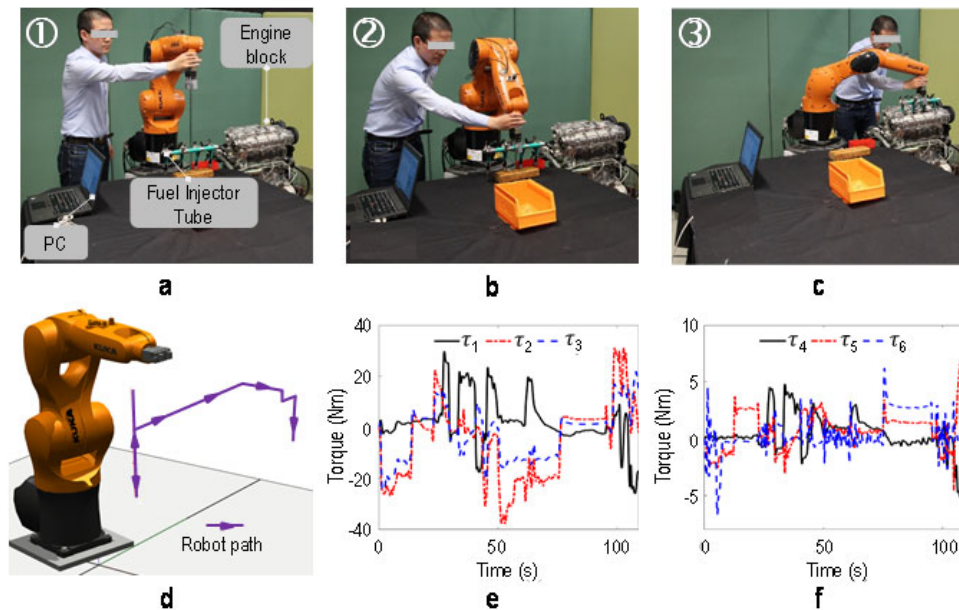 ①
Engine
block
Fuel Injector
Tube
PC
②
③
a
b
c
KUKA
Robot path
d
40
20
0
-20
-40
Torque (Nm)
τ1 τ2 τ3
0 50 100
Time (s)
e
10
5
0
-5
Torque (Nm)
τ4 τ5 τ6
0 50 100
Time (s)
f